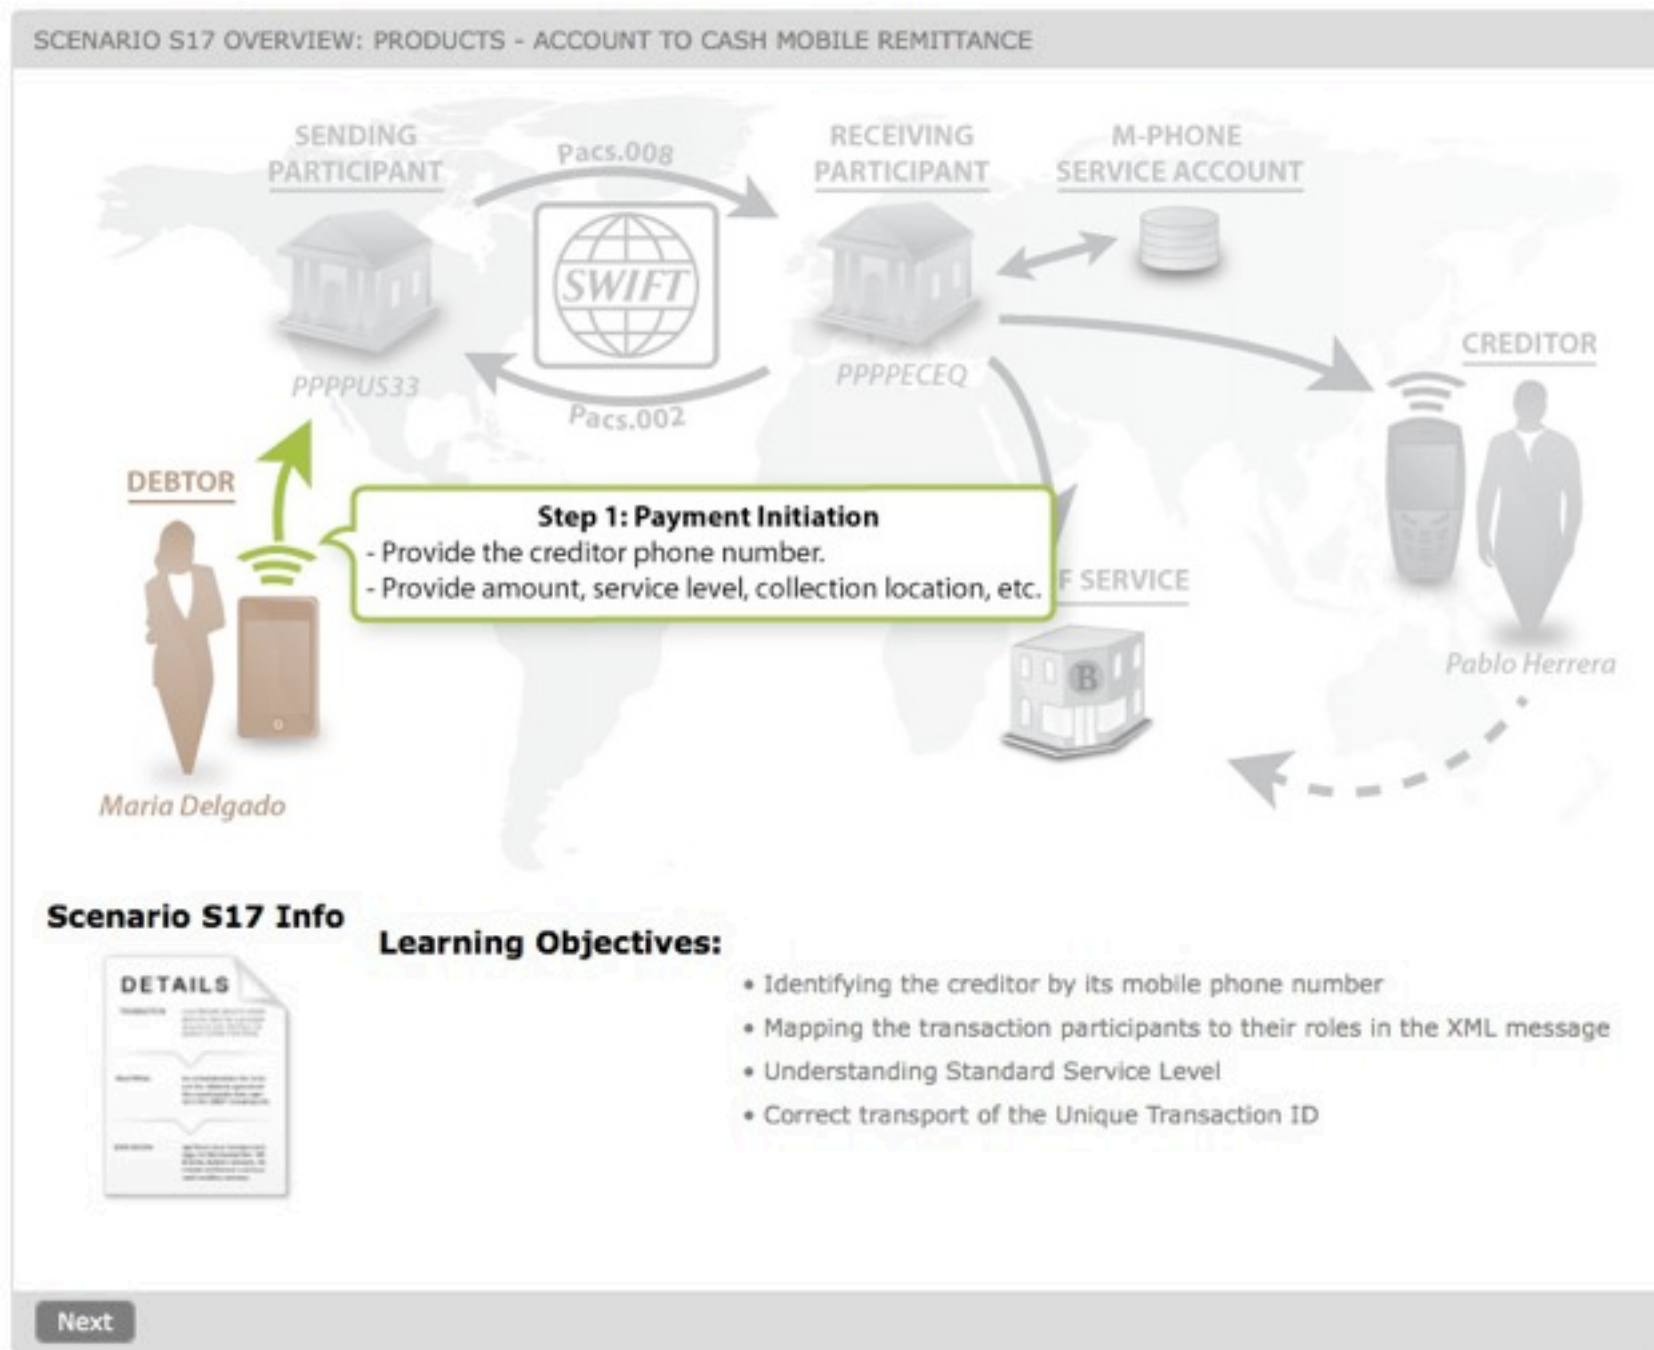 SCENARIO S17 OVERVIEW: PRODUCTS - ACCOUNT TO CASH MOBILE REMITTANCE
SENDING
PARTICIPANT
Pacs.008
RECEIVING
PARTICIPANT
M-PHONE
SERVICE ACCOUNT
SWIFT
PPPPUS33
PPPPECEQ
Pacs.002
CREDITOR
DEBTOR
Step 1: Payment Initiation
- Provide the creditor phone number.
- Provide amount, service level, collection location, etc.
F SERVICE
B
Pablo Herrera
Maria Delgado
Scenario S17 Info
Learning Objectives:
DETAILS
• Identifying the creditor by its mobile phone number
• Mapping the transaction participants to their roles in the XML message
• Understanding Standard Service Level
• Correct transport of the Unique Transaction ID
Next